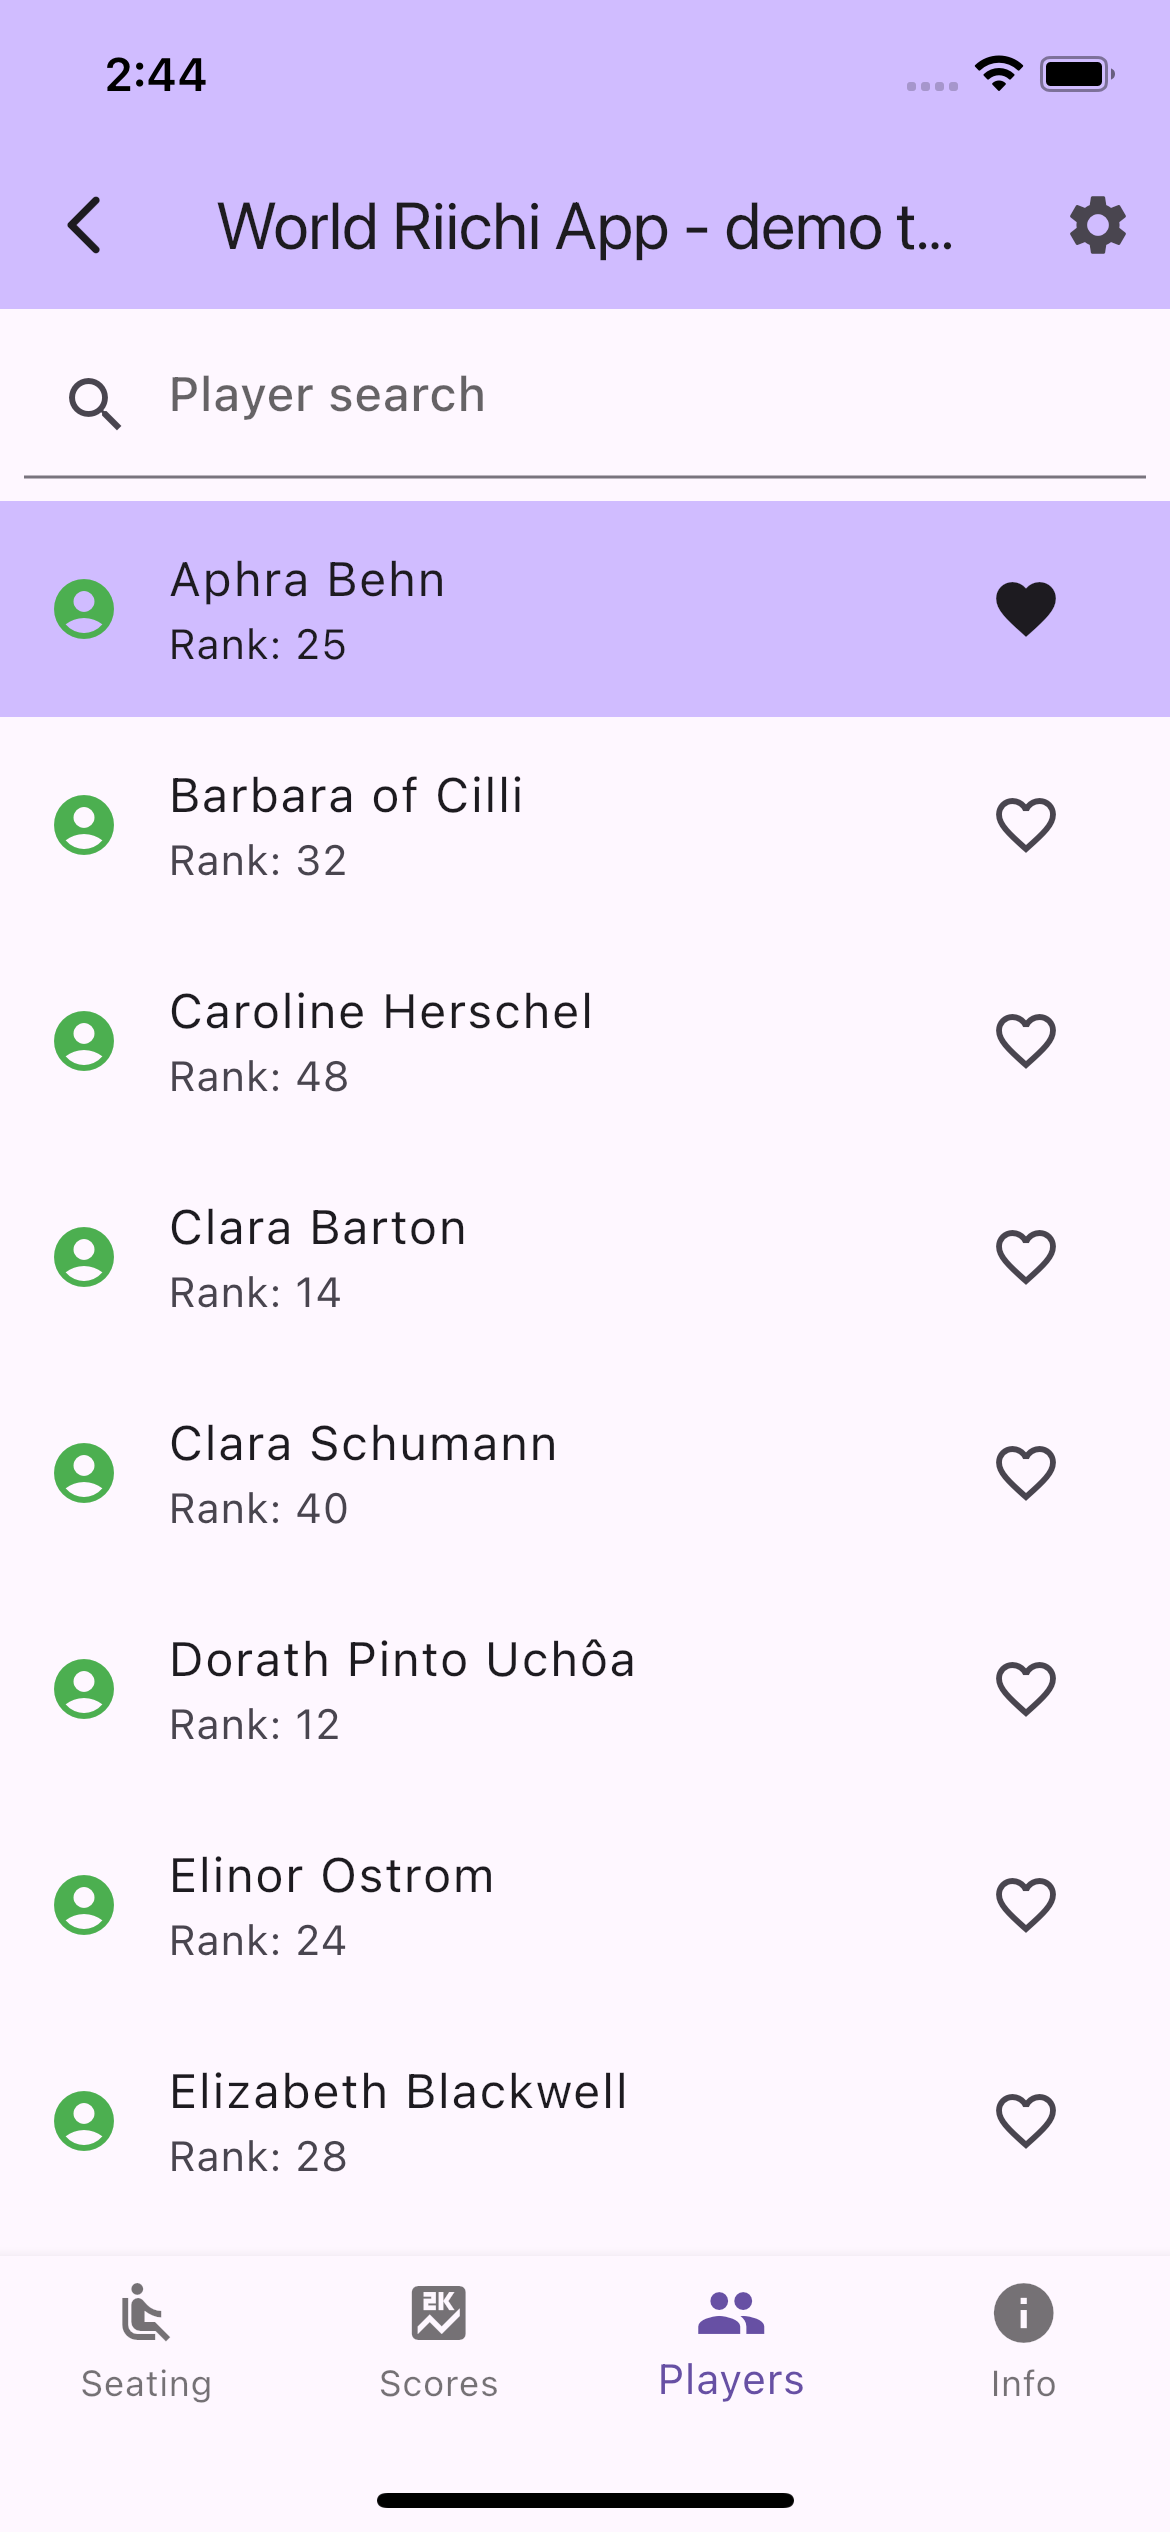 2:44
World Riichi App - demo t...
Player search
Aphra Behn
Rank: 25
Barbara of Cilli
Rank: 32
Caroline Herschel
Rank: 48
Clara Barton
Rank: 14
Clara Schumann
Rank: 40
Dorath Pinto Uchôa
Rank: 12
Elinor Ostrom
Rank: 24
Elizabeth Blackwell
Rank: 28
2K
Seating
Scores
Players
Info